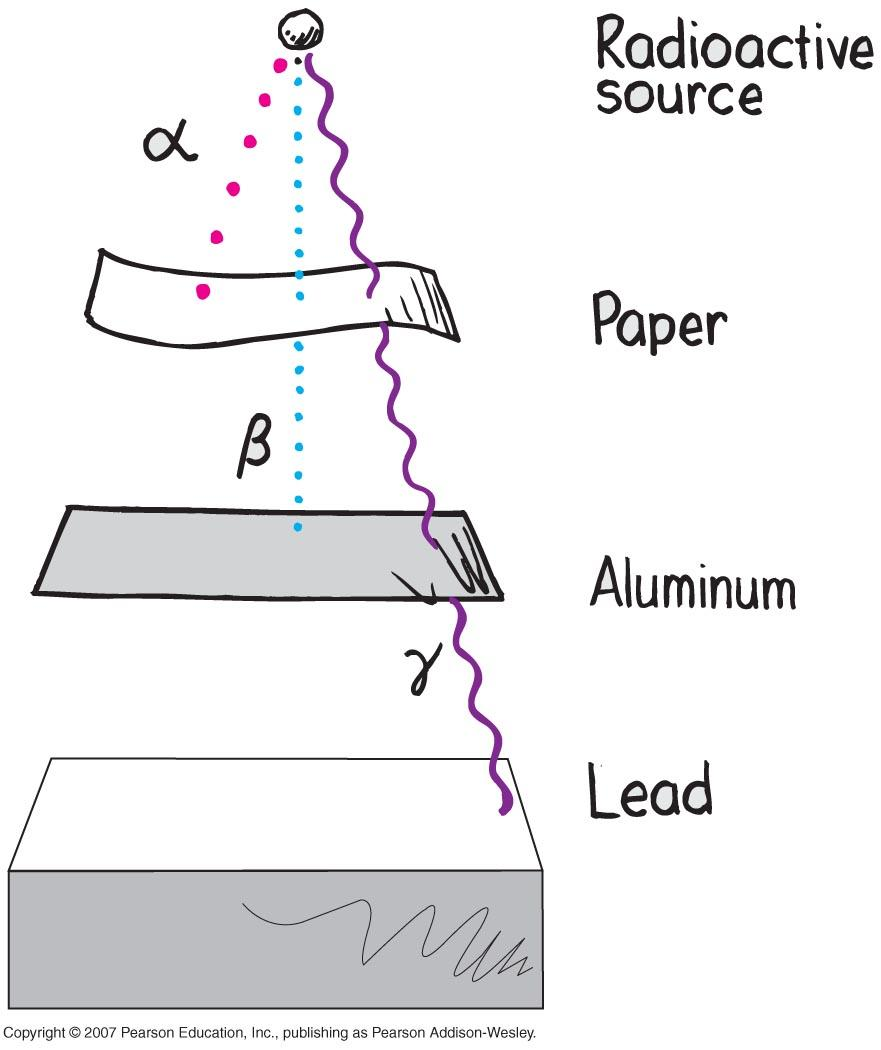 Radioactive
source
α
Paper
β
Aluminum
γ
Lead
Copyright © 2007 Pearson Education, Inc., publishing as Pearson Addison-Wesley.